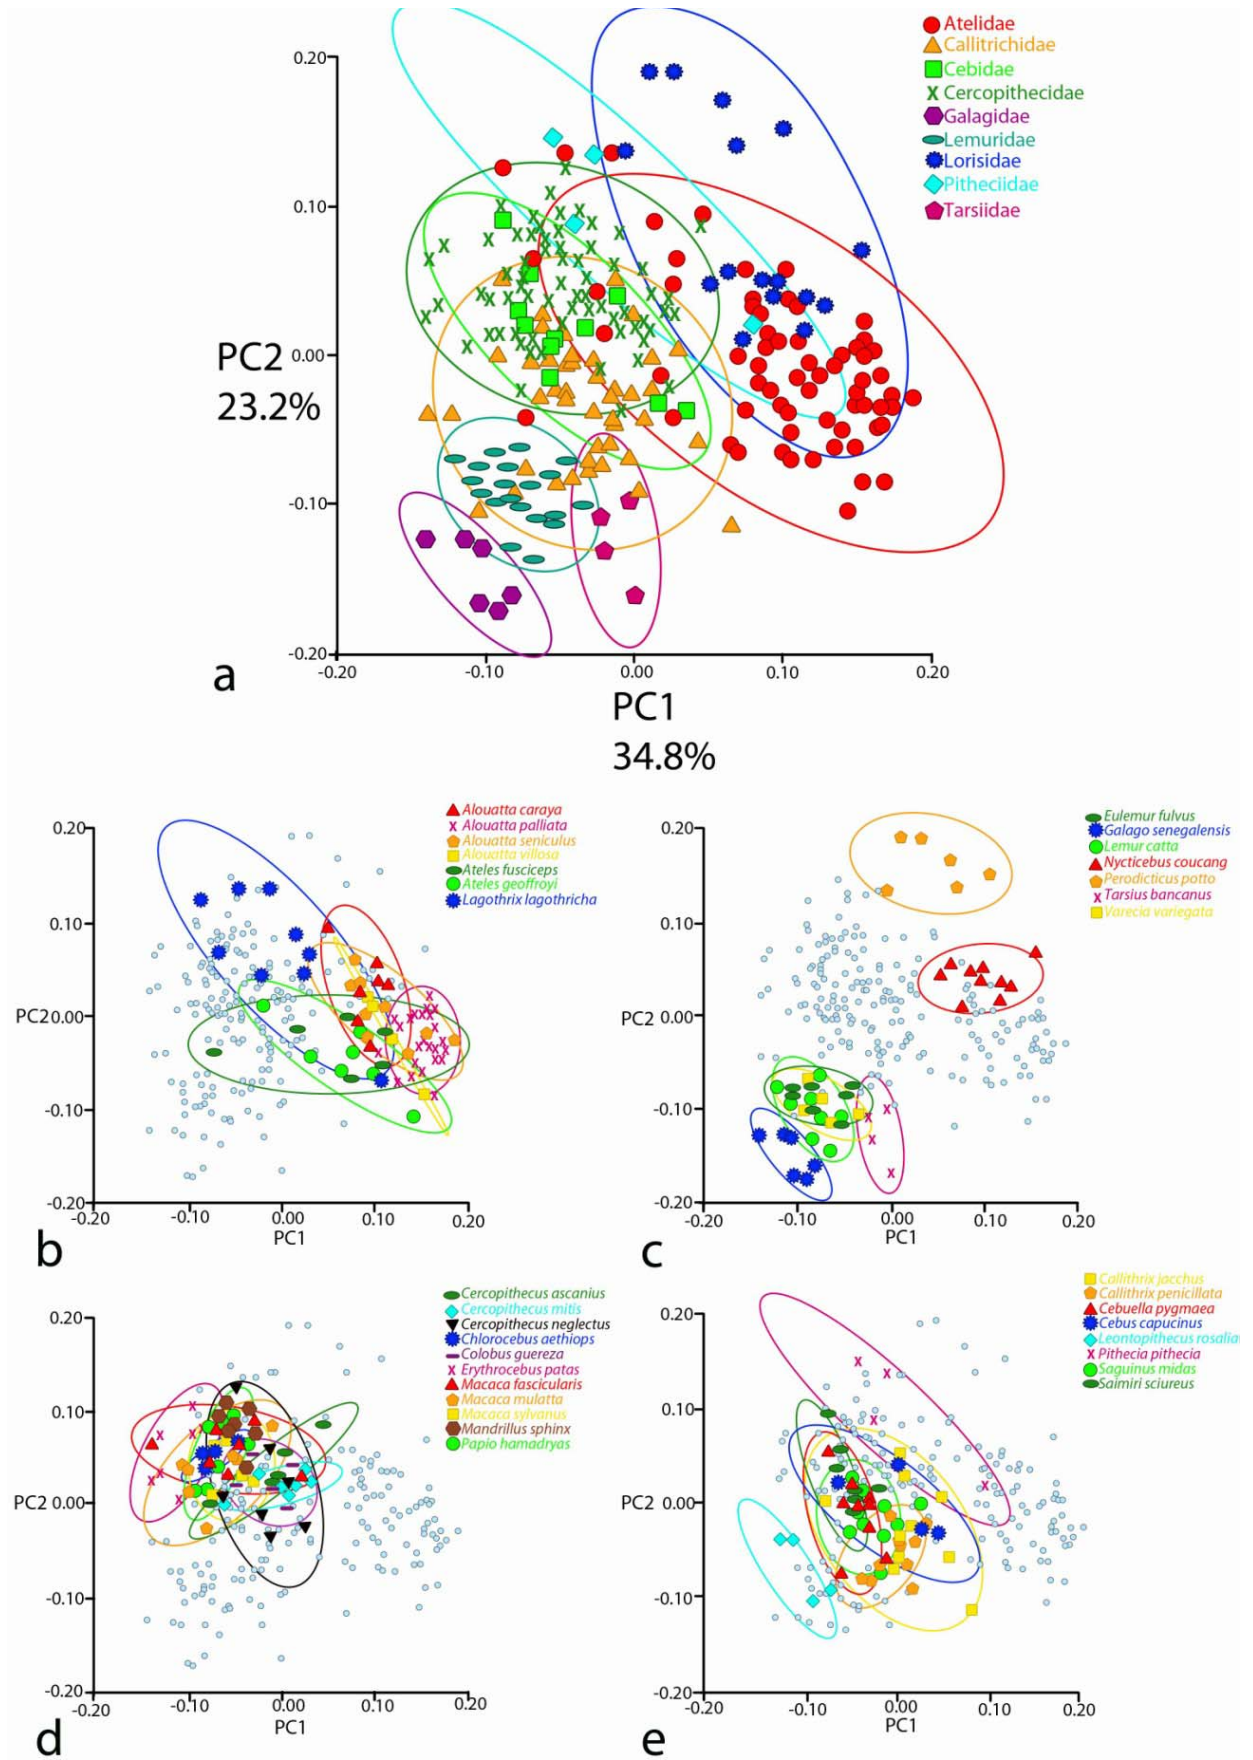 Atelidae
Callitrichidae
Cebidae
Cercopithecidae
Galagidae
Lemuridae
Lorisidae
Pitheciidae
Tarsiidae
0.20
0.10
0.00
-0.10
-0.20
PC2
23.2%
-0.20 -0.10 0.00 0.10 0.20
a
PC1
34.8%
Alouatta caraya
Alouatta palliata
Alouatta seniculus
Alouatta villosa
Ateles fusciceps
Ateles geoffroyi
Lagothrix lagothricha
0.20
0.10
PC2 0.00
-0.10
-0.20
-0.20 -0.10 0.00 0.10 0.20
PC1
b
Eulemur fulvus
Galago senegalensis
Lemur catta
Nycticebus coucang
Perodicticus potto
Tarsius bancanus
Varecia variegata
0.20
0.10
PC2 0.00
-0.10
-0.20
-0.20 -0.10 0.00 0.10 0.20
PC1
c
Cercopithecus ascanius
Cercopithecus mitis
Cercopithecus neglectus
Chlorocebus aethiops
Colobus guereza
Erythrocebus patas
Macaca fascicularis
Macaca mulatta
Macaca sylvanus
Mandrillus sphinx
Papio hamadryas
0.20
0.10
PC2 0.00
-0.10
-0.20
-0.20 -0.10 0.00 0.10 0.20
PC1
d
Callithrix jacchus
Callithrix penicillata
Cebuella pygmaea
Cebus capucinus
Leontopithecus rosalia
Pithecia pithecia
Saguinus midas
Saimiri sciureus
0.20
0.10
PC2 0.00
-0.10
-0.20
-0.20 -0.10 0.00 0.10 0.20
PC1
e